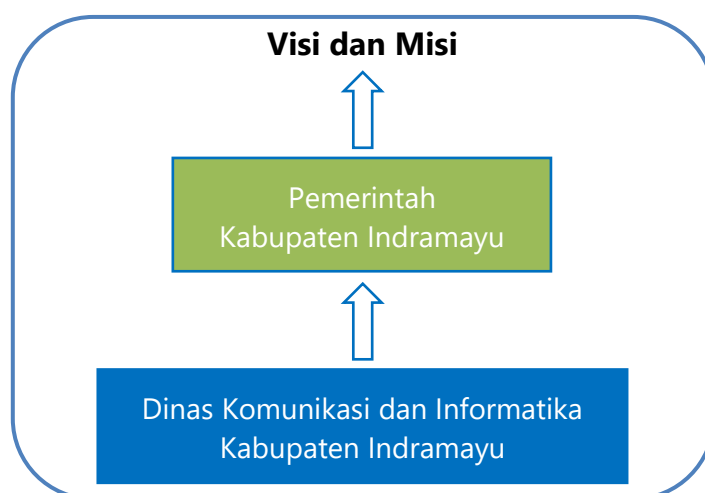 Visi dan Misi
Pemerintah
Kabupaten Indramayu
Dinas Komunikasi dan Informatika
Kabupaten Indramayu